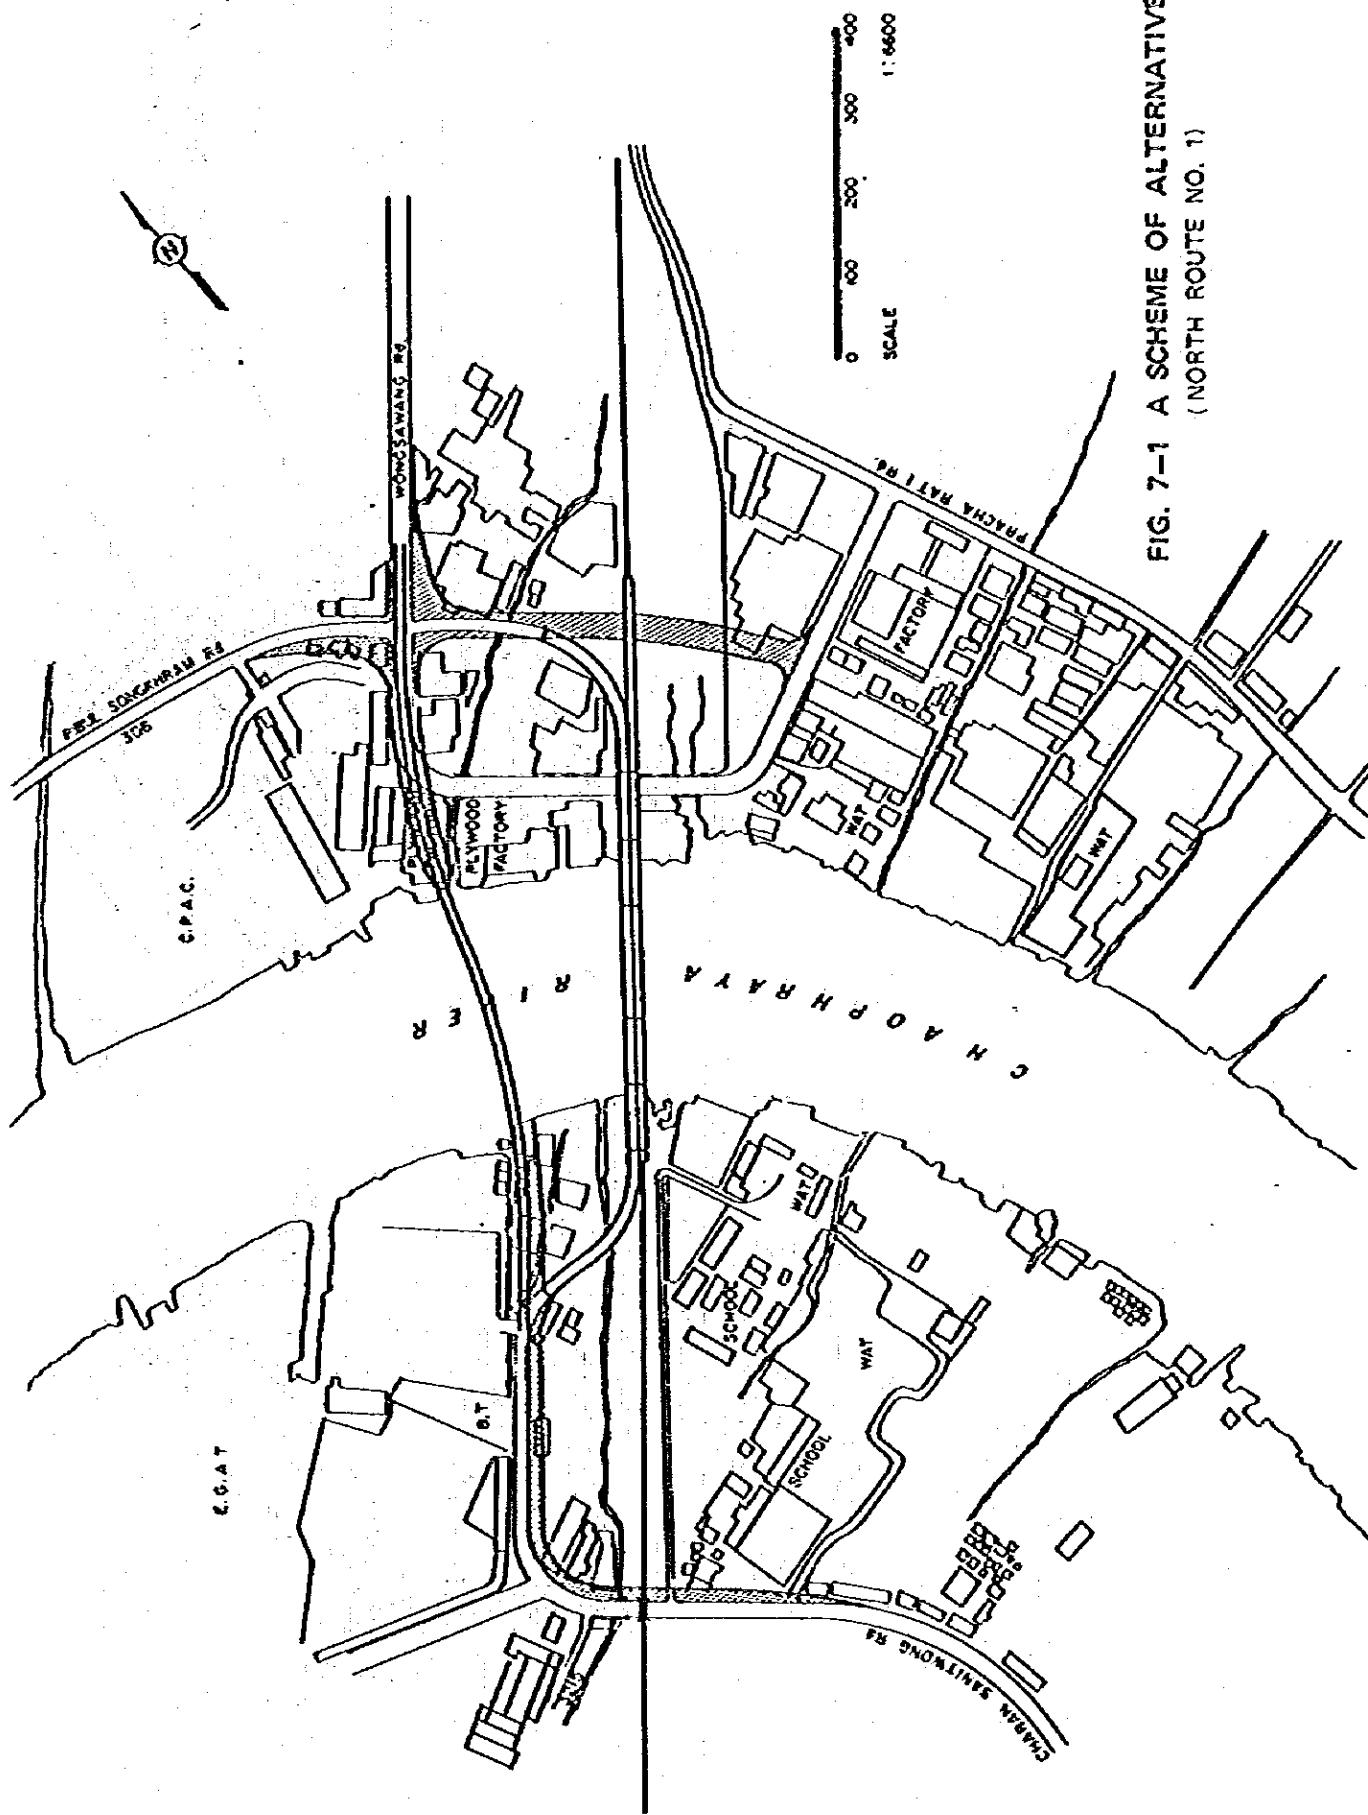 FIG. 7-1 A SCHEME OF ALTERNATIVE
(NORTH ROUTE NO. 1)
0 100 200 300 400
SCALE 1:6600
N
WONGSAWANG Rd.
PIBUL SONGKHRAM Rd
306
PRACHA RAT I Rd.
C.P.A.C.
PLYWOOD
FACTORY
FACTORY
WAT
WAT
CHAOPHRAYA
WAT
SCHOOL
WAT
SCHOOL
B.T
E.G.A.T
CHARAN SANITWONG Rd